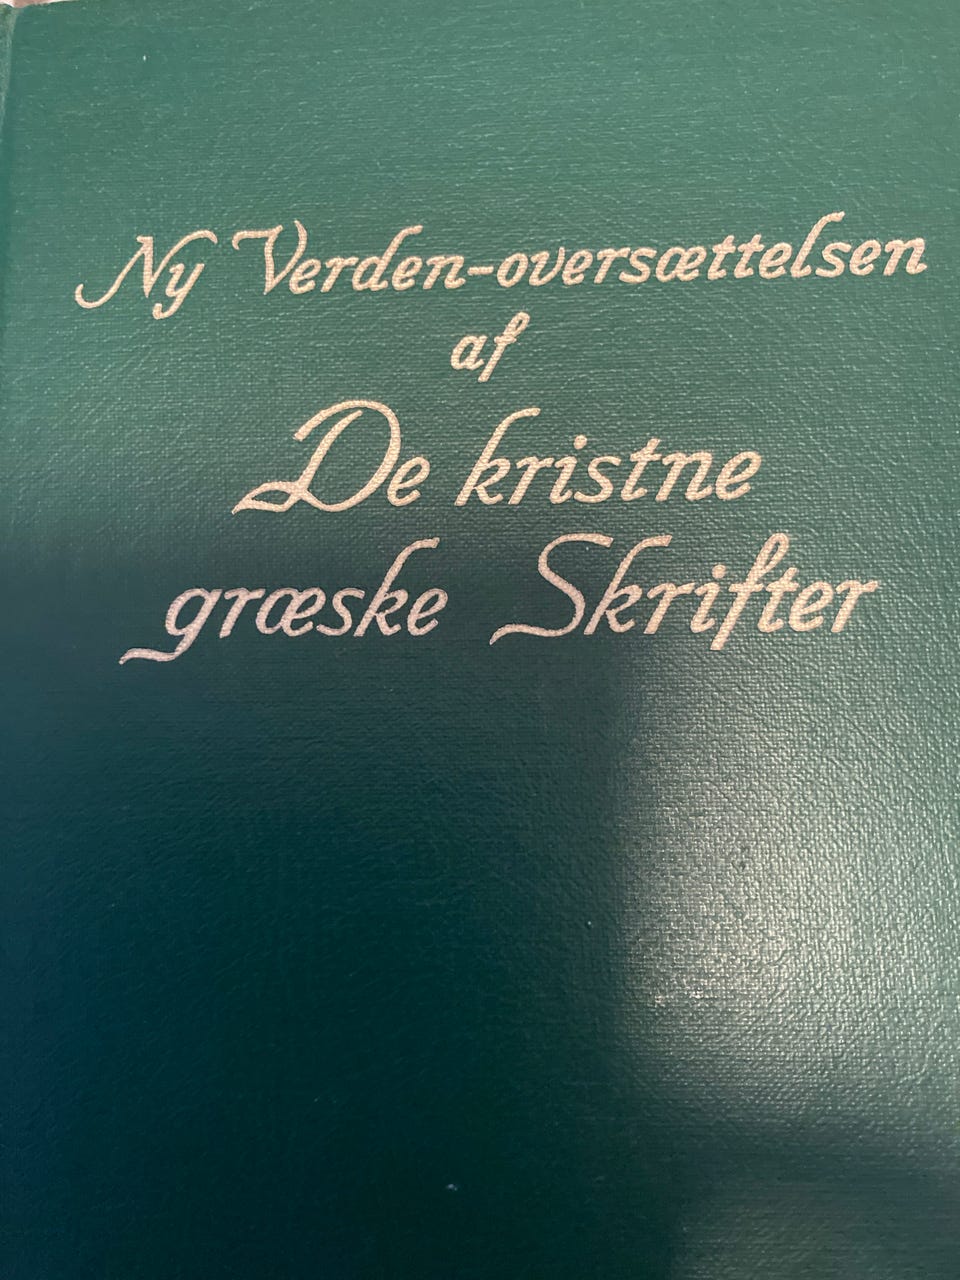 Ny Verden-oversættelsen
af
De kristne
græske Skrifter